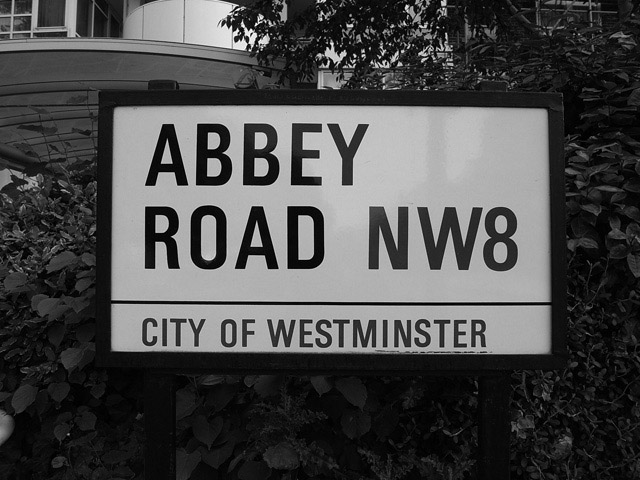 ABBEY
ROAD NW8
CITY OF WESTMINSTER